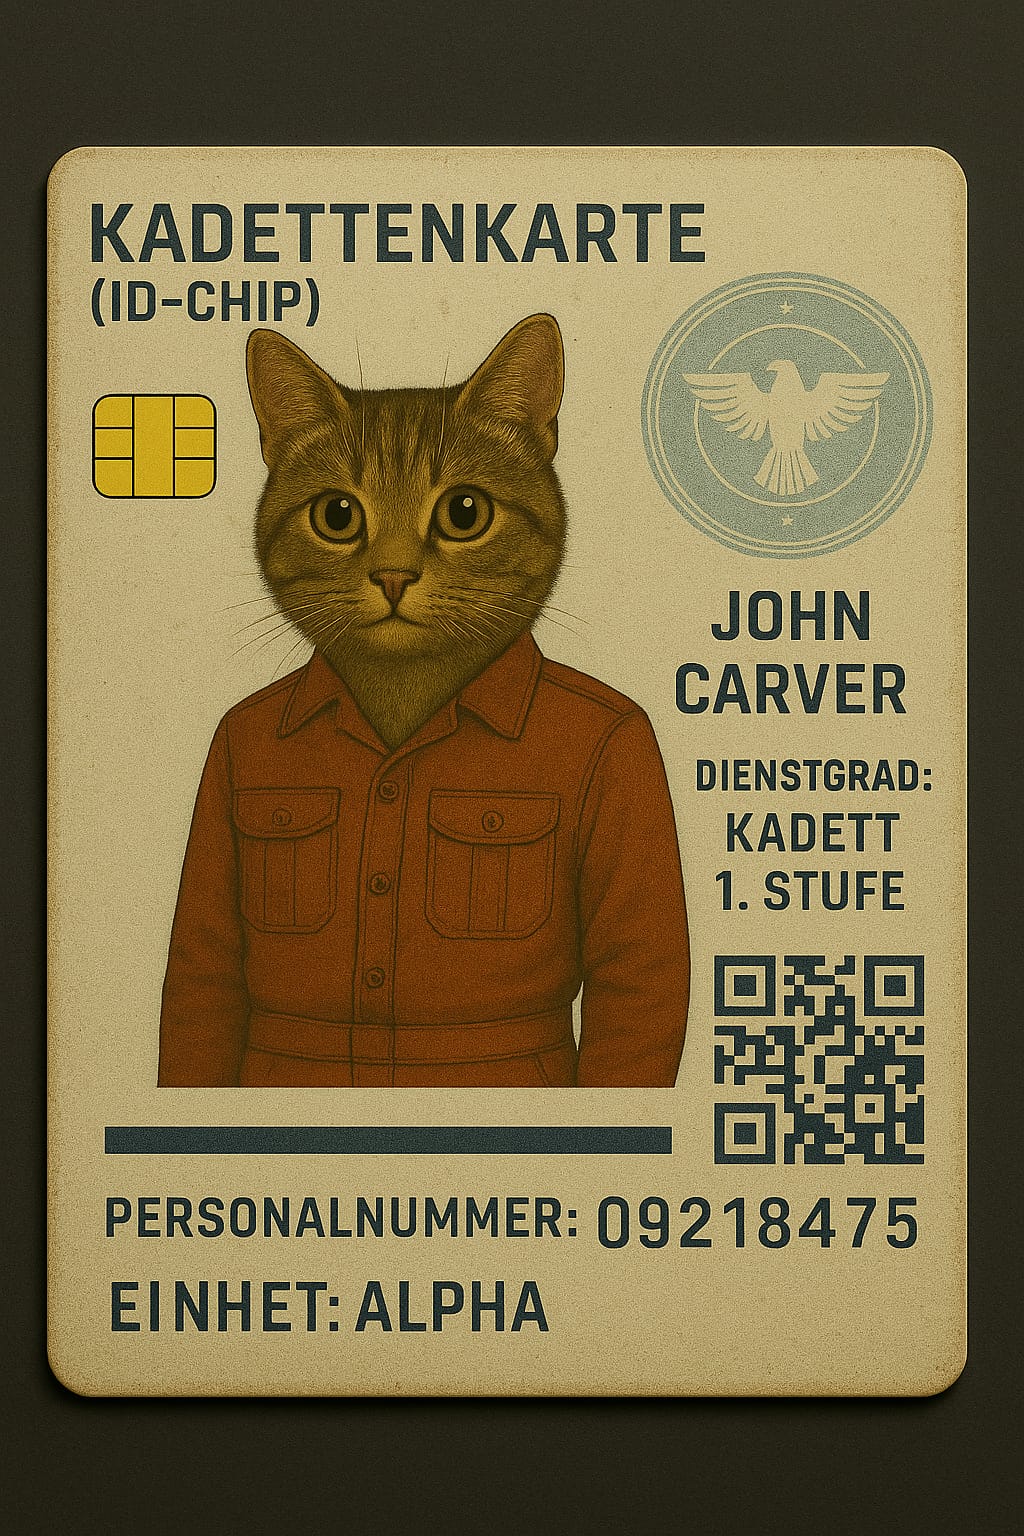 KADETTENKARTE
(ID-CHIP)
JOHN
CARVER
DIENSTGRAD:
KADETT
1. STUFE
PERSONALNUMMER: 09218475
EINHET: ALPHA